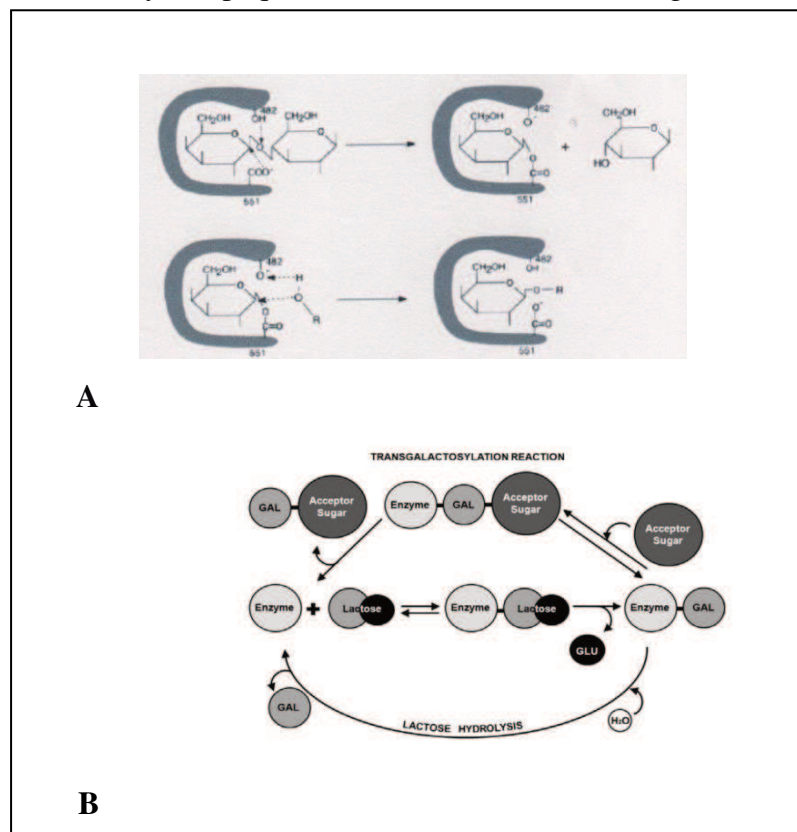 482
OH
CH₂OH
CH₂OH
O
O
O
COO⁻
551
482
O⁻
CH₂OH
O
O
C=O
551
+
CH₂OH
O
HO
482
O⁻
H
CH₂OH
O
O
R
O
C=O
551
482
OH
CH₂OH
O
O-R
O⁻
C=O
551
A
TRANSGALACTOSYLATION REACTION
GAL
Acceptor
Sugar
Enzyme
GAL
Acceptor
Sugar
Acceptor
Sugar
Enzyme
+
Lactose
Enzyme
Lactose
Enzyme
GAL
GLU
GAL
LACTOSE HYDROLYSIS
H₂O
B